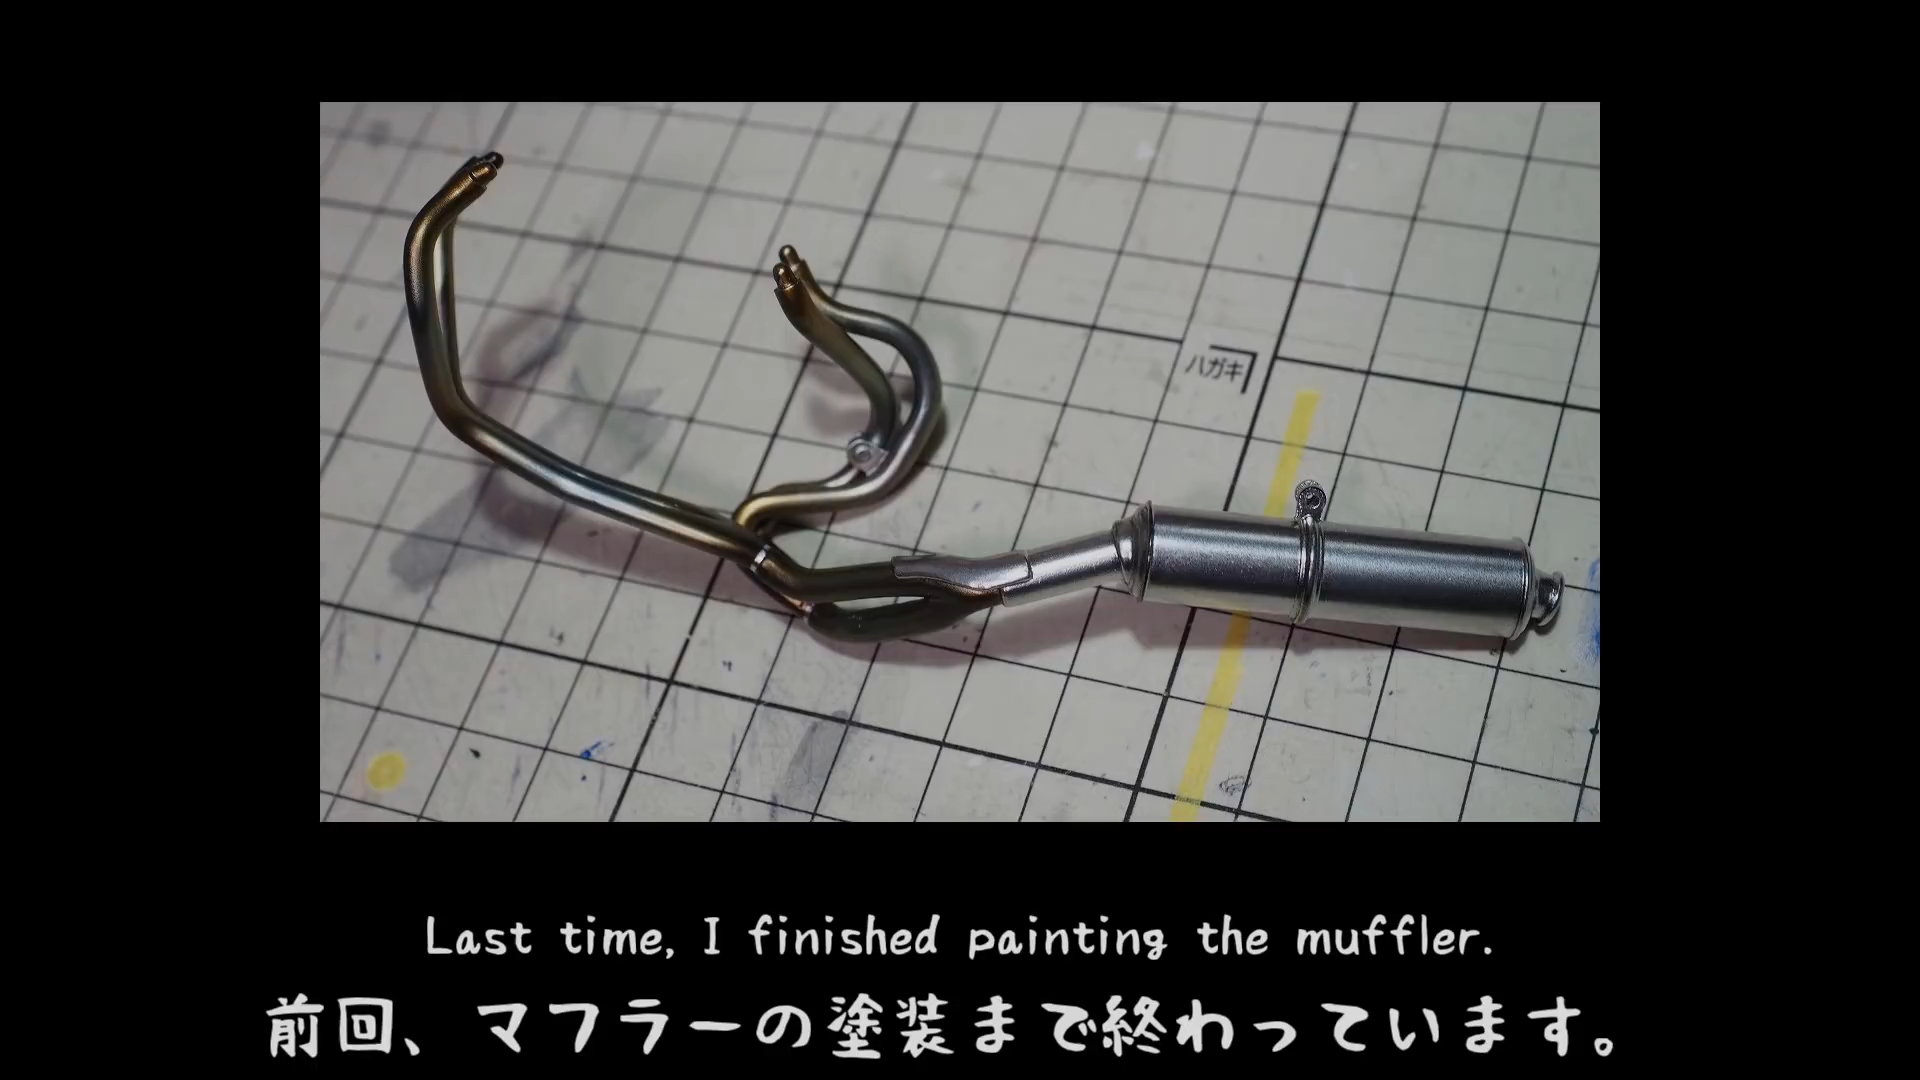 ハガキ
Last time, I finished painting the muffler.
前回、マフラーの塗装まで終わっています。